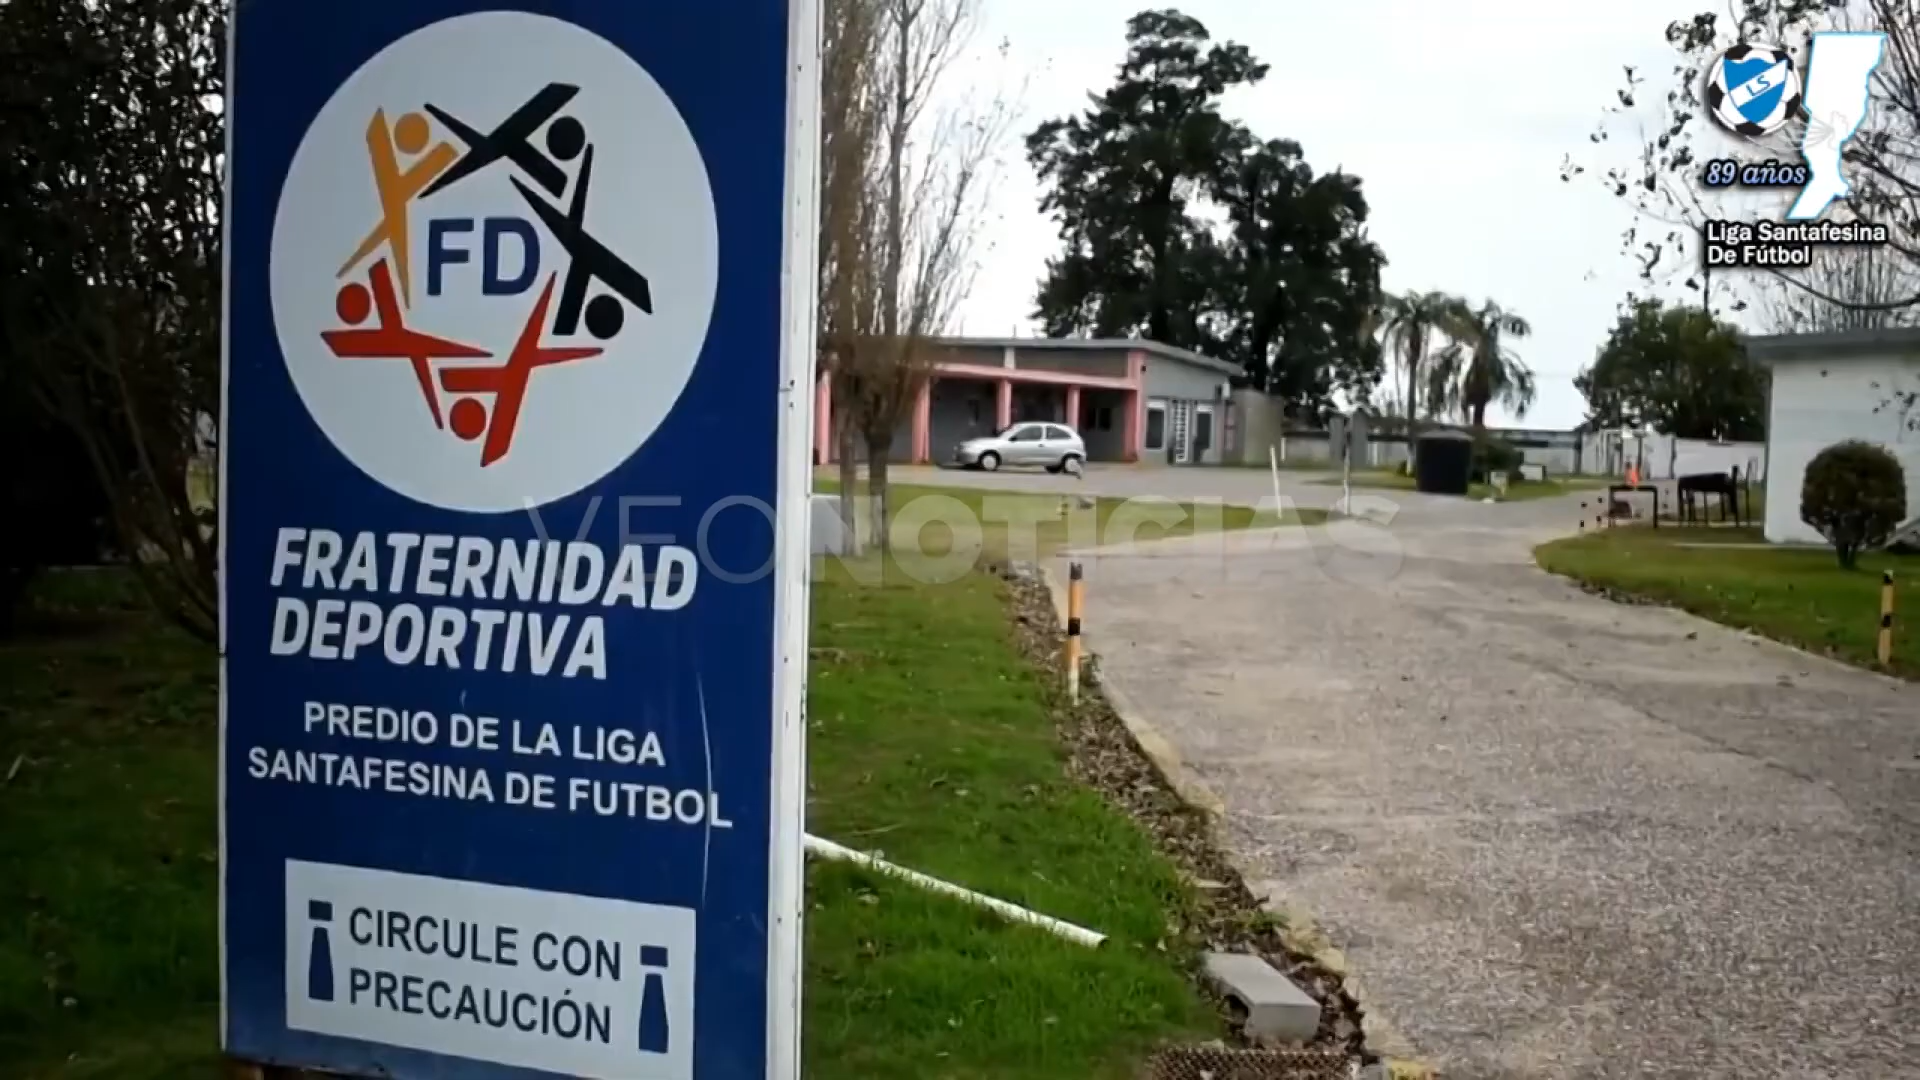 FD
FRATERNIDAD
DEPORTIVA
PREDIO DE LA LIGA
SANTAFESINA DE FUTBOL
CIRCULE CON
PRECAUCIÓN
VEONOTICIAS
LS
89 años
Liga Santafesina
De Fútbol